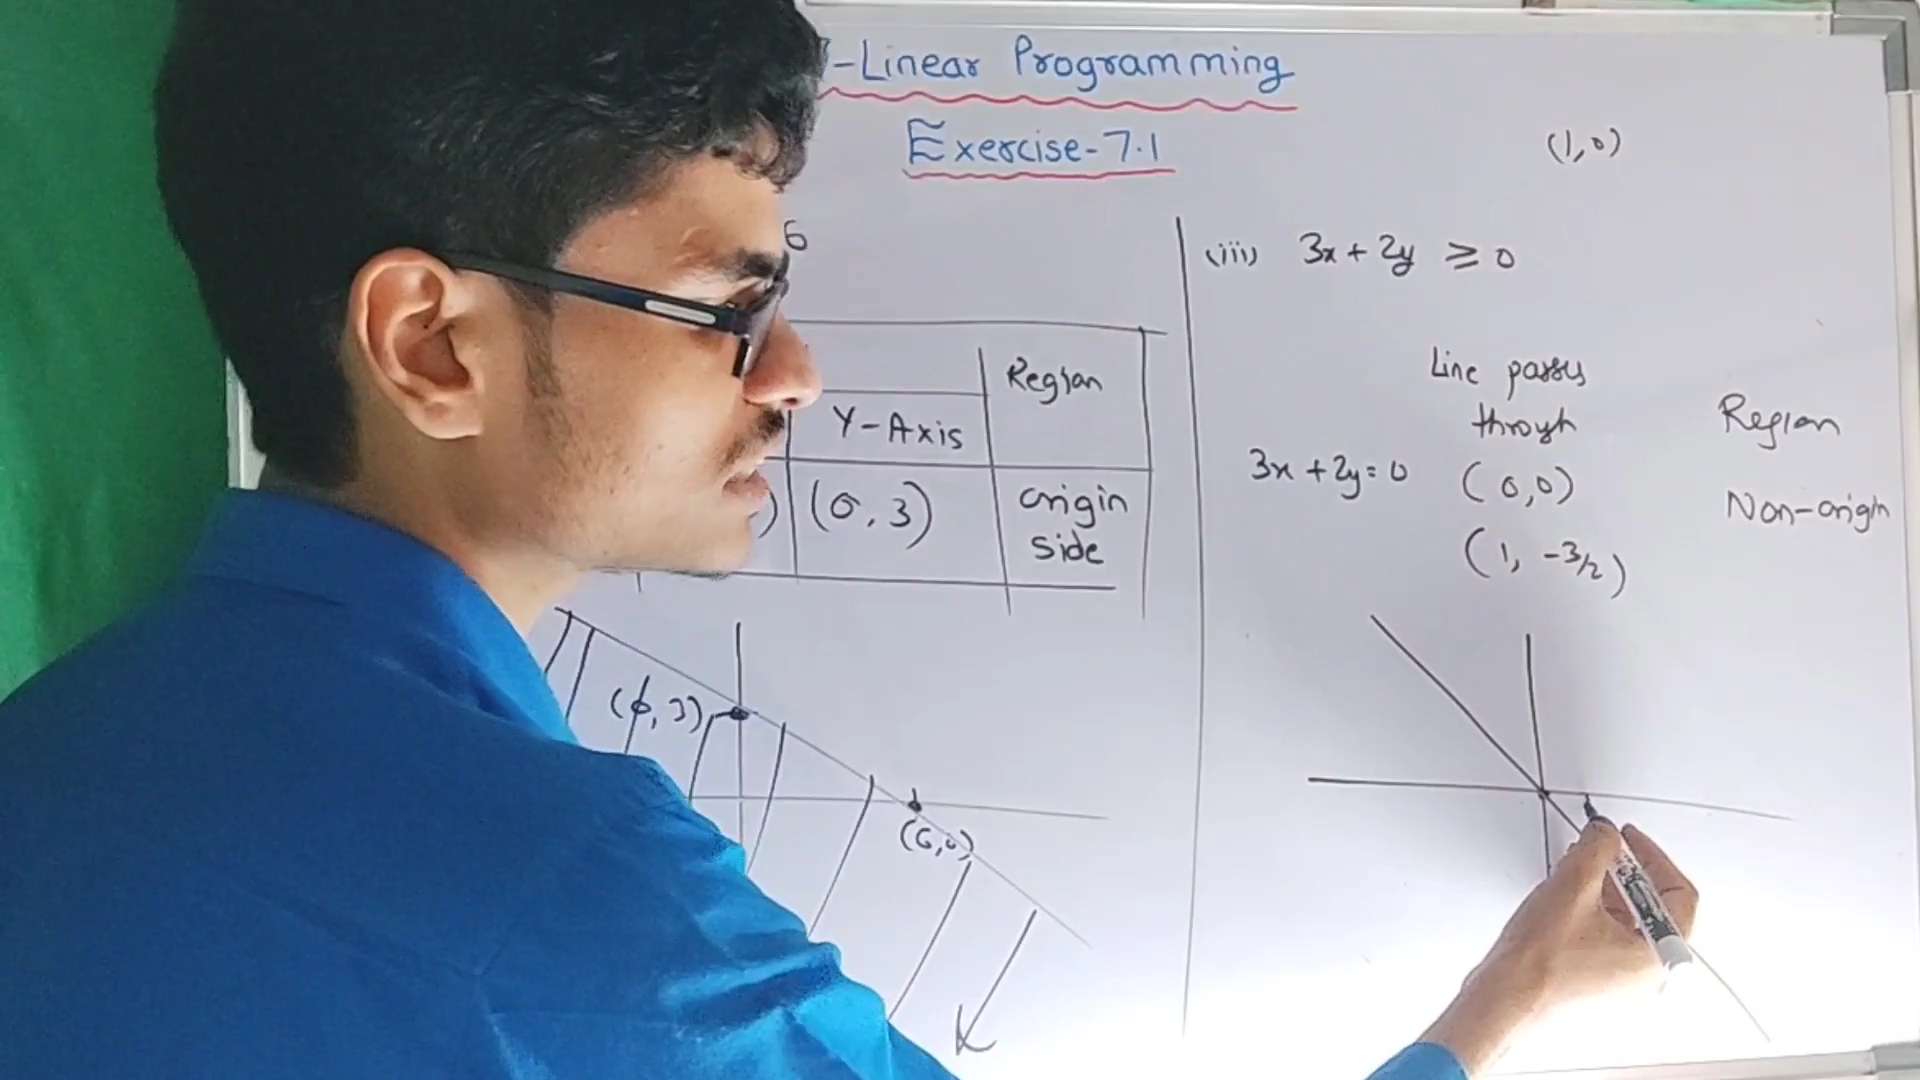 -Linear Programming
Exercise-7.1
(1,0)
6
Region
Y-Axis
) (0,3) origin
side
(0,3)
(6,0)
(iii) 3x + 2y ≥ 0
Line passes
through
Region
3x + 2y = 0 (0,0)
Non-origin
(1, -3/2)